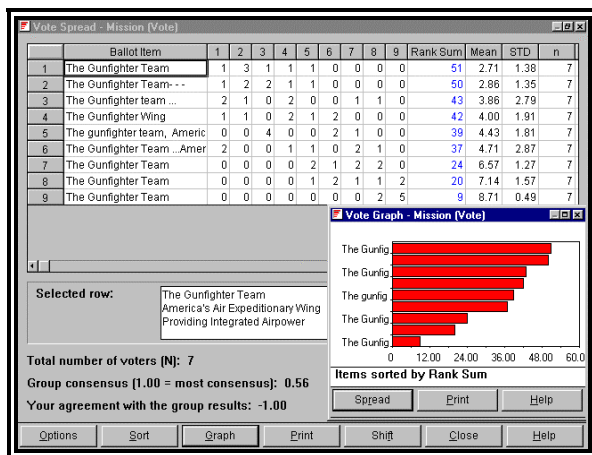 Vote Spread - Mission (Vote)
Ballot Item 1 2 3 4 5 6 7 8 9 Rank Sum Mean STD n
1 The Gunfighter Team 1 3 1 1 1 0 0 0 0 51 2.71 1.38 7
2 The Gunfighter Team- - - 1 2 2 1 1 0 0 0 0 50 2.86 1.35 7
3 The Gunfighter team ... 2 1 0 2 0 0 1 1 0 43 3.86 2.79 7
4 The Gunfighter Wing 1 1 0 2 1 2 0 0 0 42 4.00 1.91 7
5 The gunfighter team, Americ 0 0 4 0 0 2 1 0 0 39 4.43 1.81 7
6 The Gunfighter Team ...Amer 2 0 0 1 1 0 2 1 0 37 4.71 2.87 7
7 The Gunfighter Team 0 0 0 0 2 1 2 2 0 24 6.57 1.27 7
8 The Gunfighter Team 0 0 0 0 1 2 1 1 2 20 7.14 1.57 7
9 The Gunfighter Team 0 0 0 0 0 0 0 2 5 9 8.71 0.49 7
Selected row:
The Gunfighter Team
America's Air Expeditionary Wing
Providing Integrated Airpower
Total number of voters (N): 7
Group consensus (1.00 = most consensus): 0.56
Your agreement with the group results: -1.00
Vote Graph - Mission (Vote)
The Gunfig
The Gunfig
The gunfig
The Gunfig
The Gunfig
0 12.00 24.00 36.00 48.00 60.0
Items sorted by Rank Sum
Spread Print Help
Options Sort Graph Print Shift Close Help